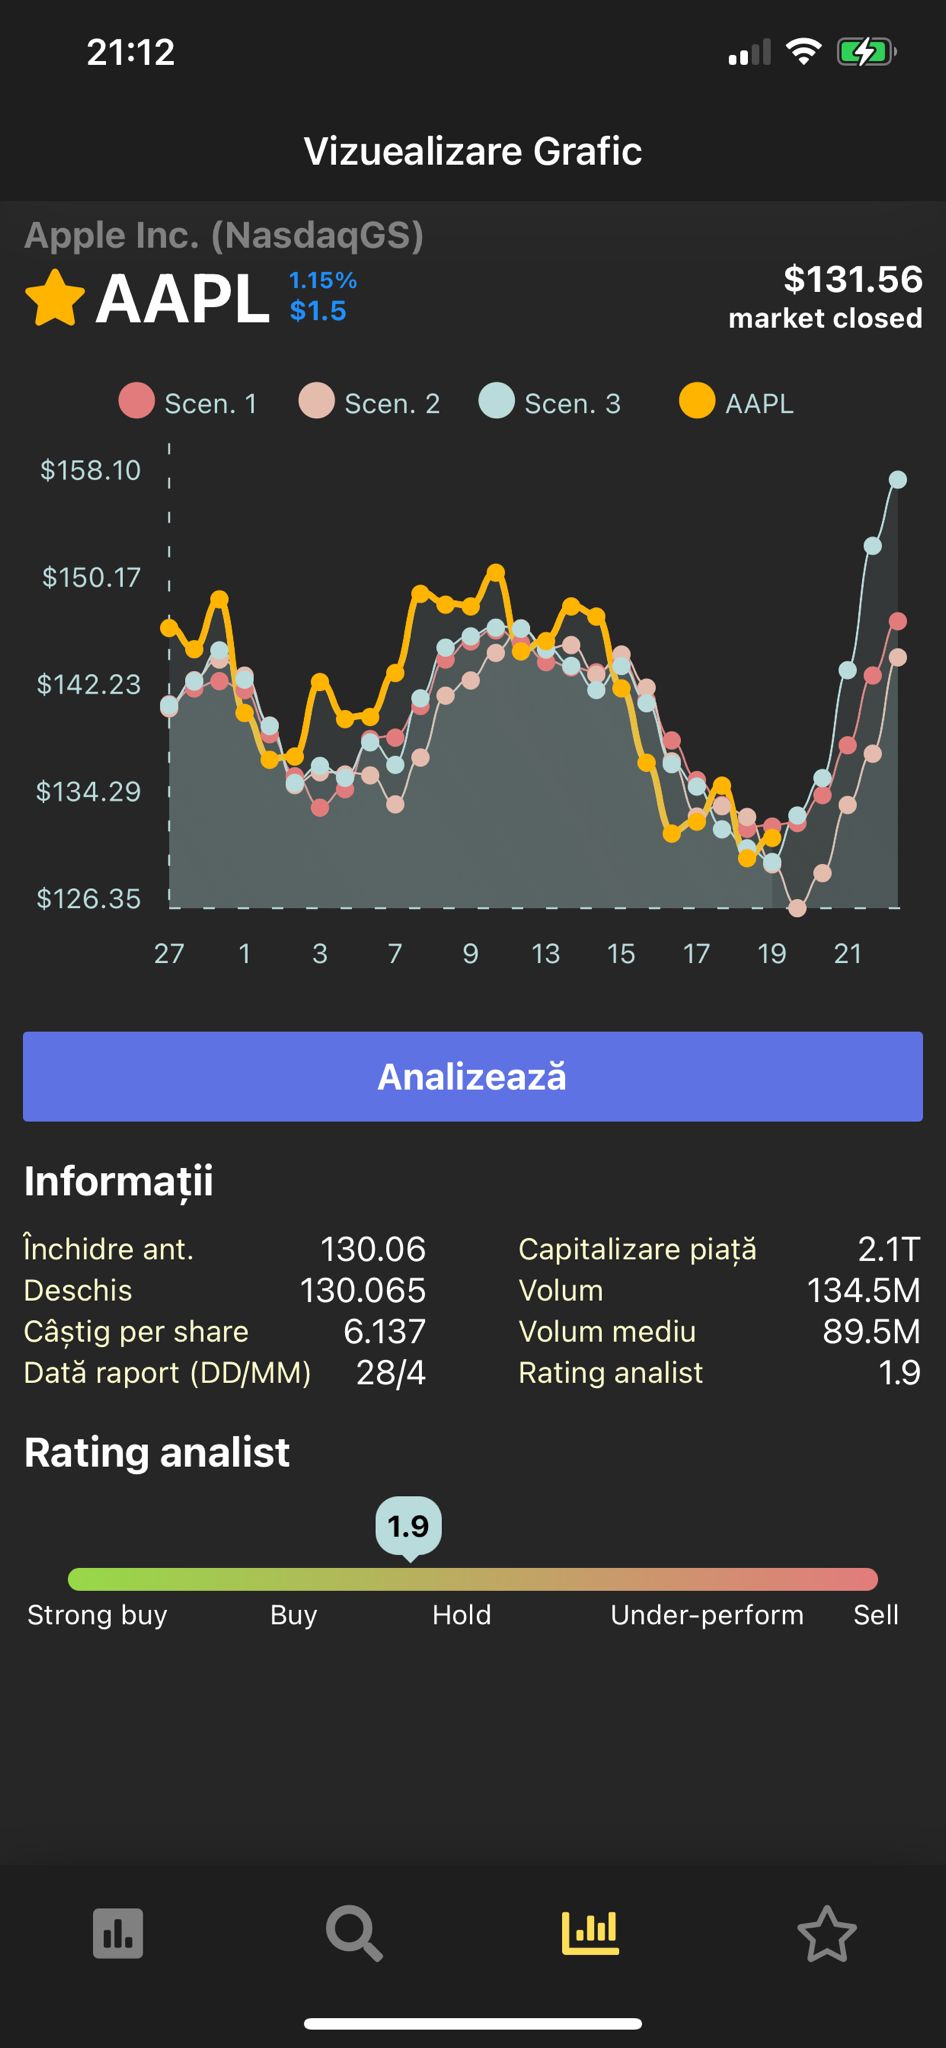 21:12
Vizuealizare Grafic
Apple Inc. (NasdaqGS)
AAPL
1.15%
$1.5
$131.56
market closed
Scen. 1 Scen. 2 Scen. 3 AAPL
$158.10
$150.17
$142.23
$134.29
$126.35
27 1 3 7 9 13 15 17 19 21
Analizează
Informații
Închidre ant. 130.06 Capitalizare piață 2.1T
Deschis 130.065 Volum 134.5M
Câștig per share 6.137 Volum mediu 89.5M
Dată raport (DD/MM) 28/4 Rating analist 1.9
Rating analist
1.9
Strong buy Buy Hold Under-perform Sell